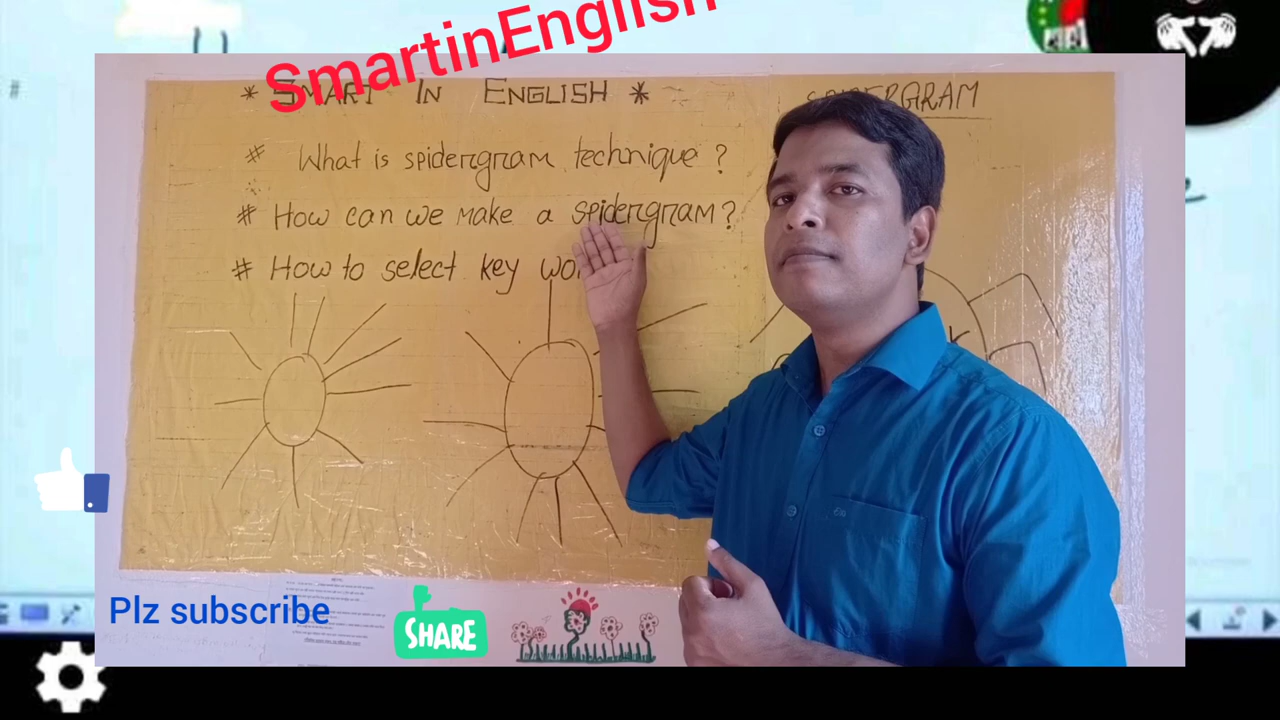 SmartinEnglish
* SMART IN ENGLISH *
SPIDERGRAM
# What is spidergram technique ?
# How can we make a spidergram?
# How to select key
Plz subscribe
SHARE